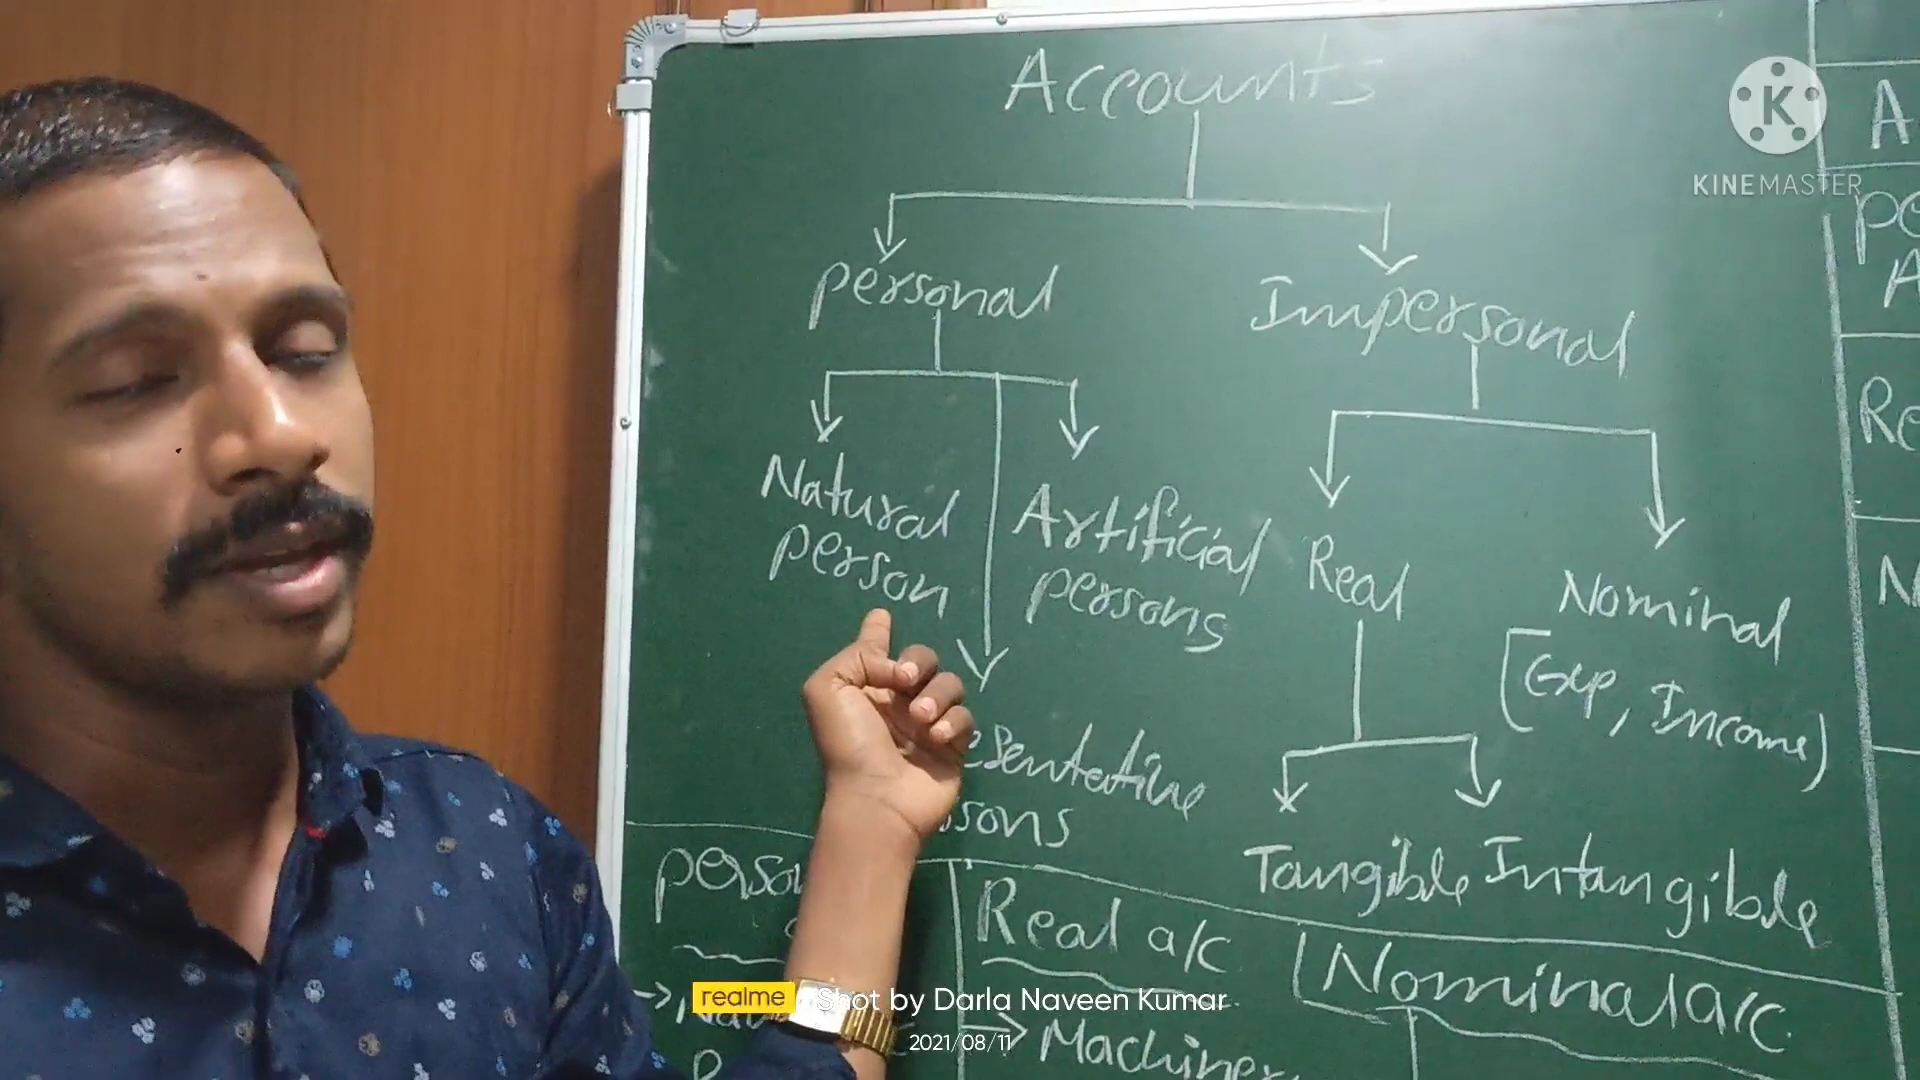 Accounts
K
KINEMASTER
personal
Impersonal
Natural
person
Artificial
persons
Real
Nominal
[Exp, Income)
Tangible Intangible
Real a/c
Nominal a/c
realme Shot by Darla Naveen Kumar
2021/08/11